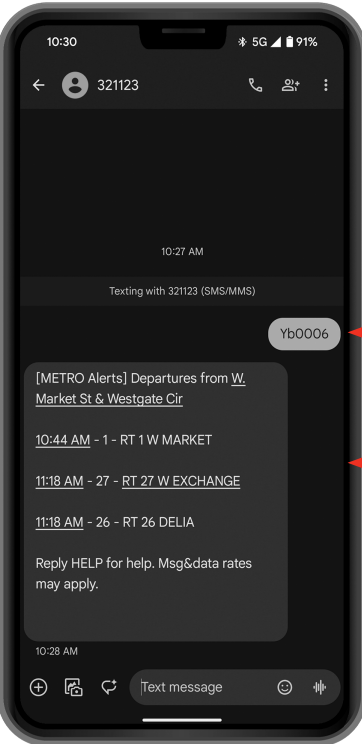 10:30
5G 91%
321123
10:27 AM
Texting with 321123 (SMS/MMS)
Yb0006
[METRO Alerts] Departures from W.
Market St & Westgate Cir
10:44 AM - 1 - RT 1 W MARKET
11:18 AM - 27 - RT 27 W EXCHANGE
11:18 AM - 26 - RT 26 DELIA
Reply HELP for help. Msg&data rates
may apply.
10:28 AM
Text message